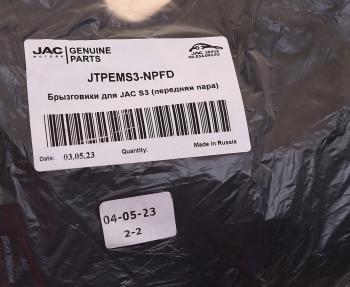 JAC
MOTORS
GENUINE
PARTS
JTPEMS3-NPFD
Брызговики для JAC S3 (передняя пара)
Date: 03,05,23 Quantity: Made in Russia
04-05-23
2-2